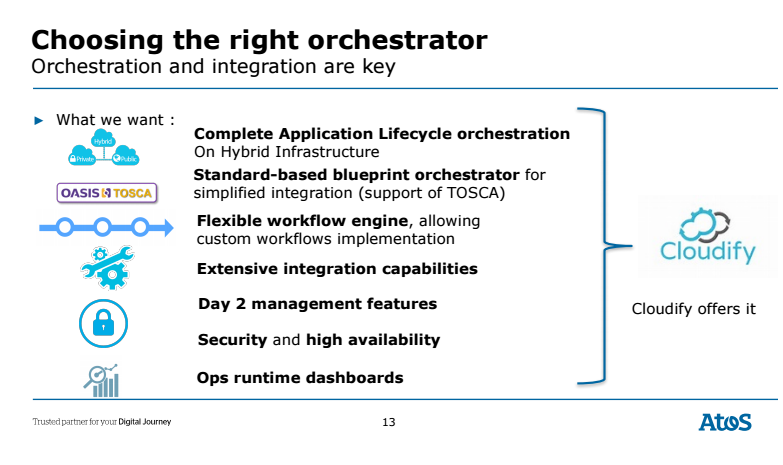 Choosing the right orchestrator
Orchestration and integration are key
► What we want :
Hybrid
Private
Public
Complete Application Lifecycle orchestration
On Hybrid Infrastructure
OASIS TOSCA
Standard-based blueprint orchestrator for
simplified integration (support of TOSCA)
Flexible workflow engine, allowing
custom workflows implementation
Extensive integration capabilities
Day 2 management features
Security and high availability
Ops runtime dashboards
Cloudify
Cloudify offers it
Trusted partner for your Digital Journey
13
Atos